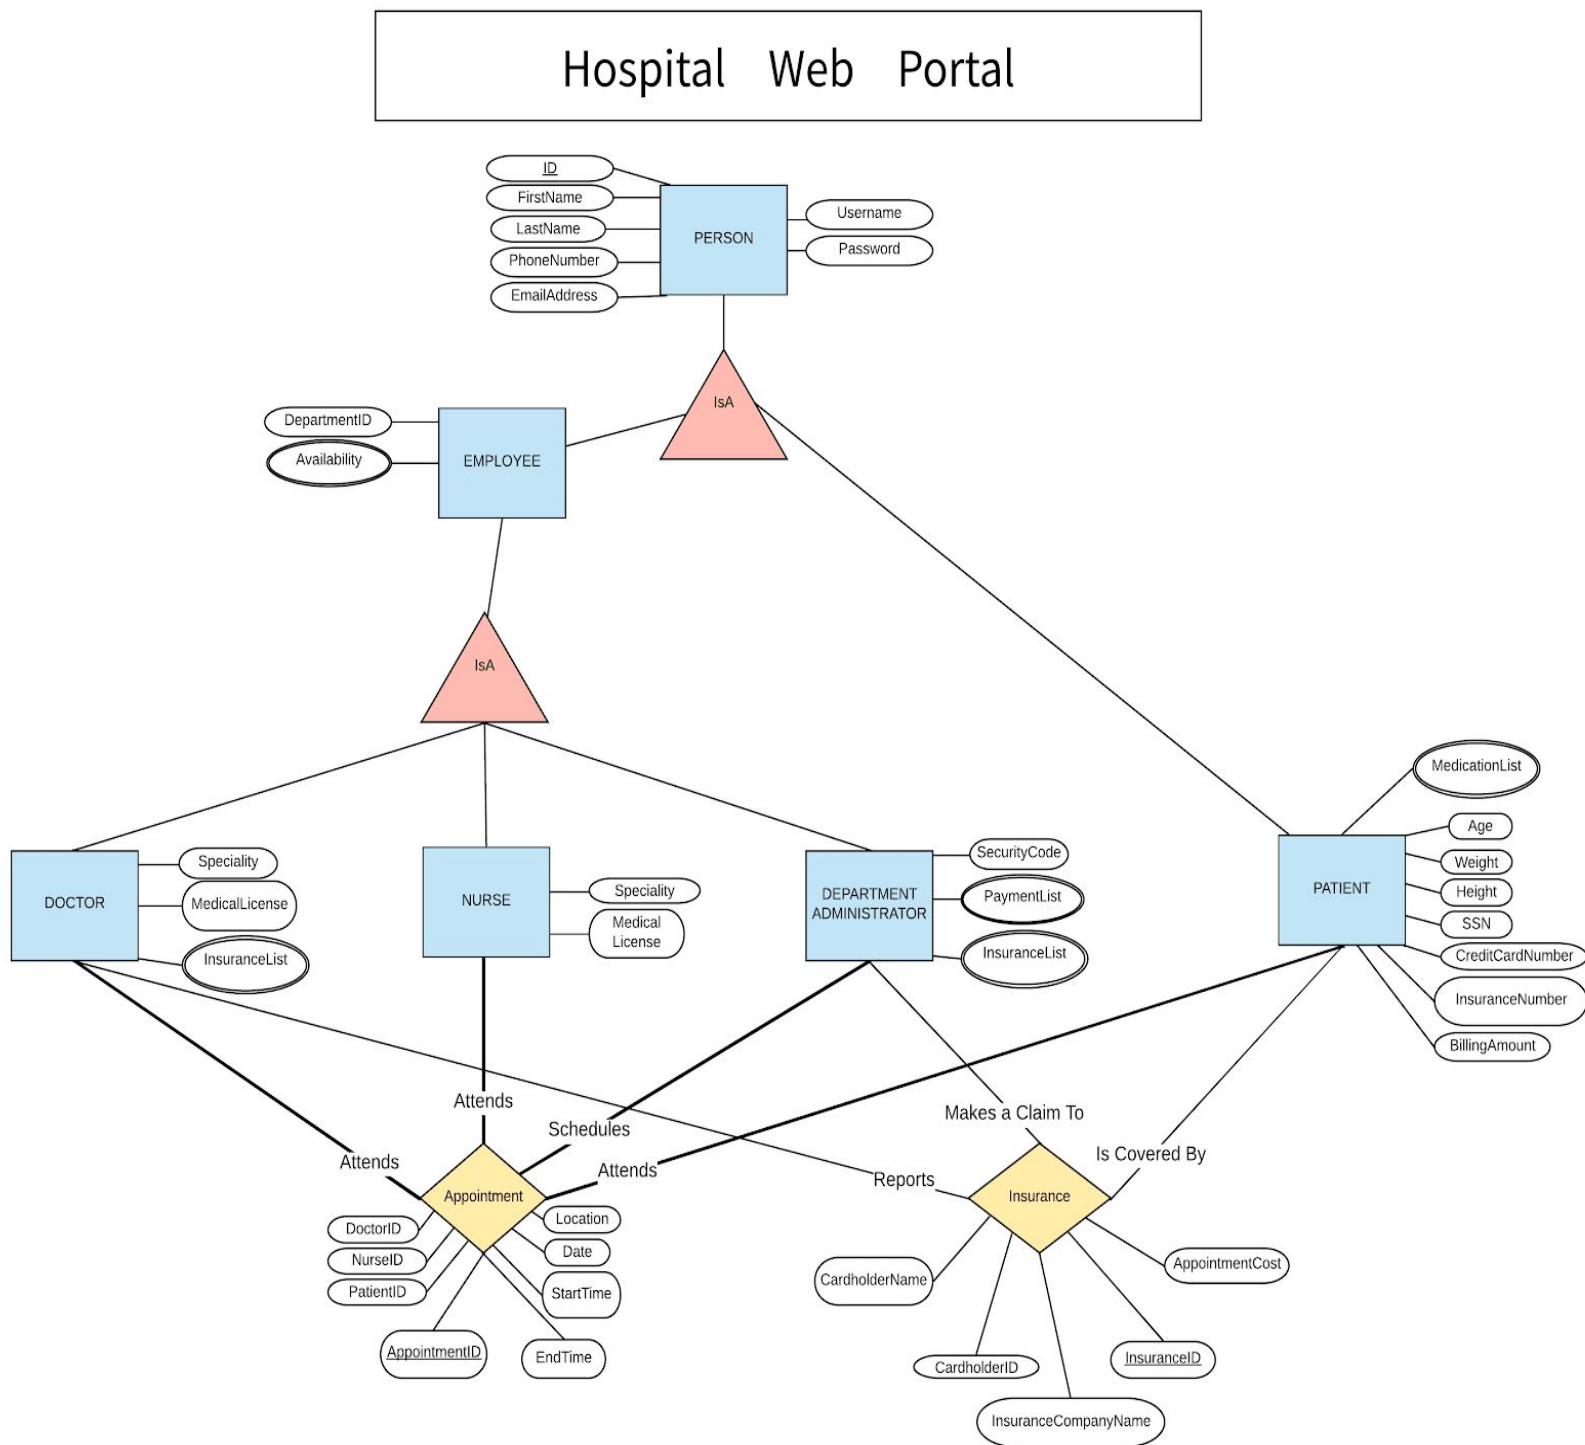 Hospital Web Portal
ID
FirstName
LastName
PhoneNumber
EmailAddress
PERSON
Username
Password
IsA
DepartmentID
Availability
EMPLOYEE
IsA
MedicationList
Age
Weight
Height
SSN
CreditCardNumber
InsuranceNumber
BillingAmount
PATIENT
DOCTOR
Speciality
MedicalLicense
InsuranceList
NURSE
Speciality
Medical
License
DEPARTMENT
ADMINISTRATOR
SecurityCode
PaymentList
InsuranceList
Attends
Schedules
Attends
Attends
Makes a Claim To
Is Covered By
Reports
Appointment
DoctorID
NurseID
PatientID
AppointmentID
Location
Date
StartTime
EndTime
Insurance
CardholderName
CardholderID
InsuranceCompanyName
InsuranceID
AppointmentCost